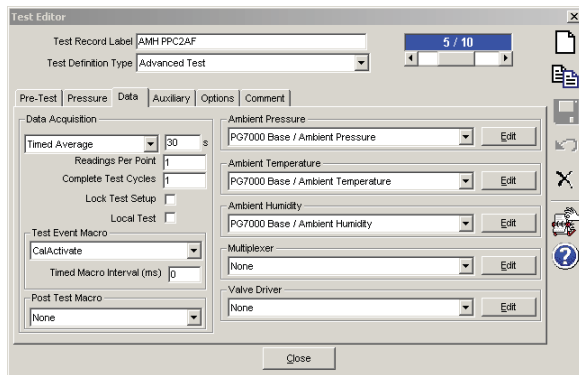 Test Editor
Test Record Label AMH PPC2AF
5 / 10
Test Definition Type Advanced Test
Pre-Test Pressure Data Auxiliary Options Comment
Data Acquisition
Timed Average 30 s
Readings Per Point 1
Complete Test Cycles 1
Lock Test Setup
Local Test
Test Event Macro
CalActivate
Timed Macro Interval (ms) 0
Post Test Macro
None
Ambient Pressure
PG7000 Base / Ambient Pressure Edit
Ambient Temperature
PG7000 Base / Ambient Temperature Edit
Ambient Humidity
PG7000 Base / Ambient Humidity Edit
Multiplexer
None Edit
Valve Driver
None Edit
Close